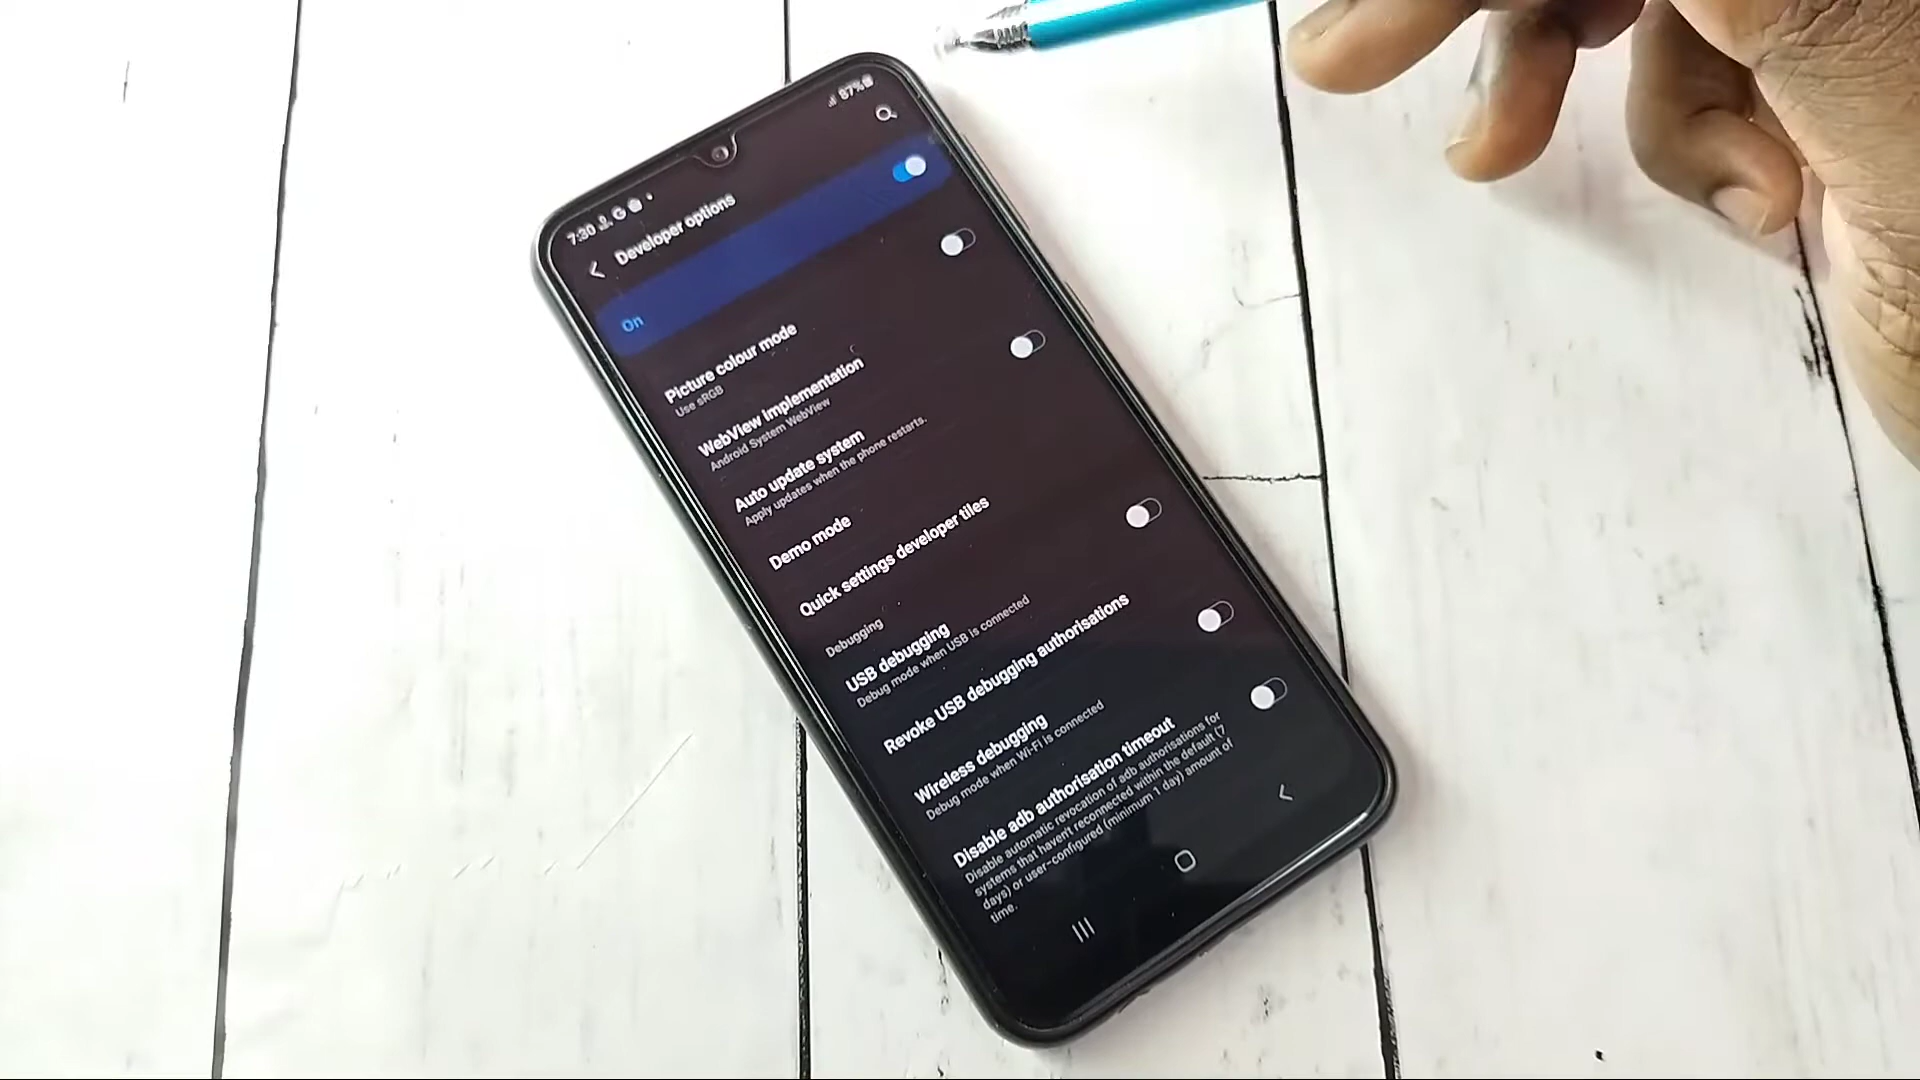 7:30
87%
Developer options
On
Picture colour mode
Use sRGB
WebView implementation
Android System WebView
Auto update system
Apply updates when the phone restarts.
Demo mode
Quick settings developer tiles
Debugging
USB debugging
Debug mode when USB is connected
Revoke USB debugging authorisations
Wireless debugging
Debug mode when Wi-Fi is connected
Disable adb authorisation timeout
Disable automatic revocation of adb authorisations for
systems that haven't reconnected within the default (7
days) or user-configured (minimum 1 day) amount of
time.